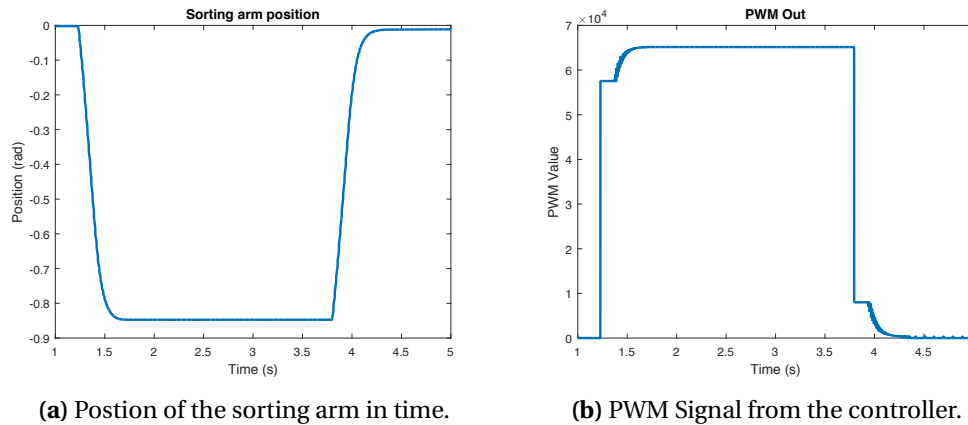 Sorting arm position
0
-0.1
-0.2
-0.3
-0.4
-0.5
-0.6
-0.7
-0.8
-0.9
Position (rad)
1 1.5 2 2.5 3 3.5 4 4.5 5
Time (s)
(a) Postion of the sorting arm in time.
PWM Out
×10⁴
7
6
5
4
3
2
1
0
PWM Value
1 1.5 2 2.5 3 3.5 4 4.5
Time (s)
(b) PWM Signal from the controller.